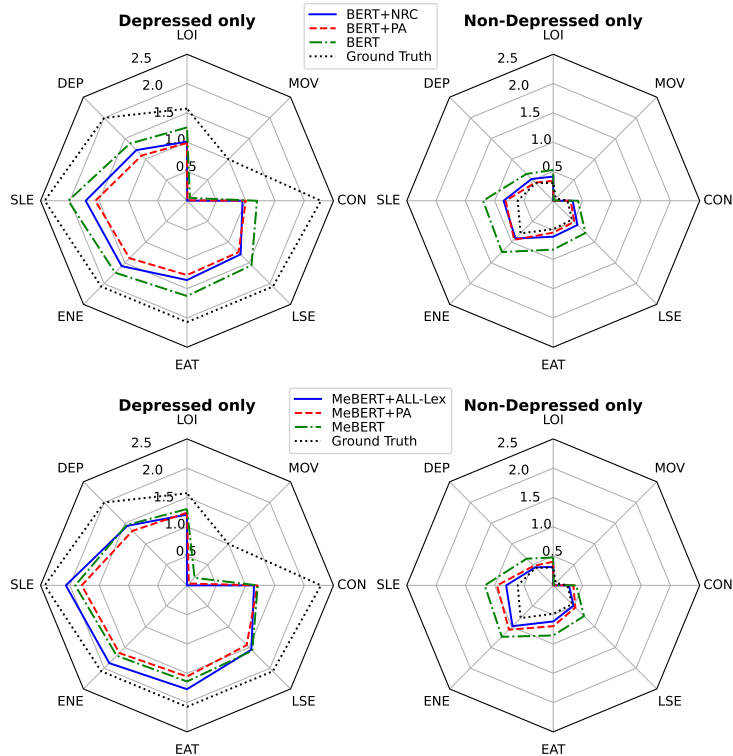 Depressed only
BERT+NRC
BERT+PA
BERT
Ground Truth
Non-Depressed only
LOI
MOV
CON
LSE
EAT
ENE
SLE
DEP
2.5
2.0
1.5
1.0
0.5
LOI
MOV
CON
LSE
EAT
ENE
SLE
DEP
2.5
2.0
1.5
1.0
0.5
Depressed only
MeBERT+ALL-Lex
MeBERT+PA
MeBERT
Ground Truth
Non-Depressed only
LOI
MOV
CON
LSE
EAT
ENE
SLE
DEP
2.5
2.0
1.5
1.0
0.5
LOI
MOV
CON
LSE
EAT
ENE
SLE
DEP
2.5
2.0
1.5
1.0
0.5